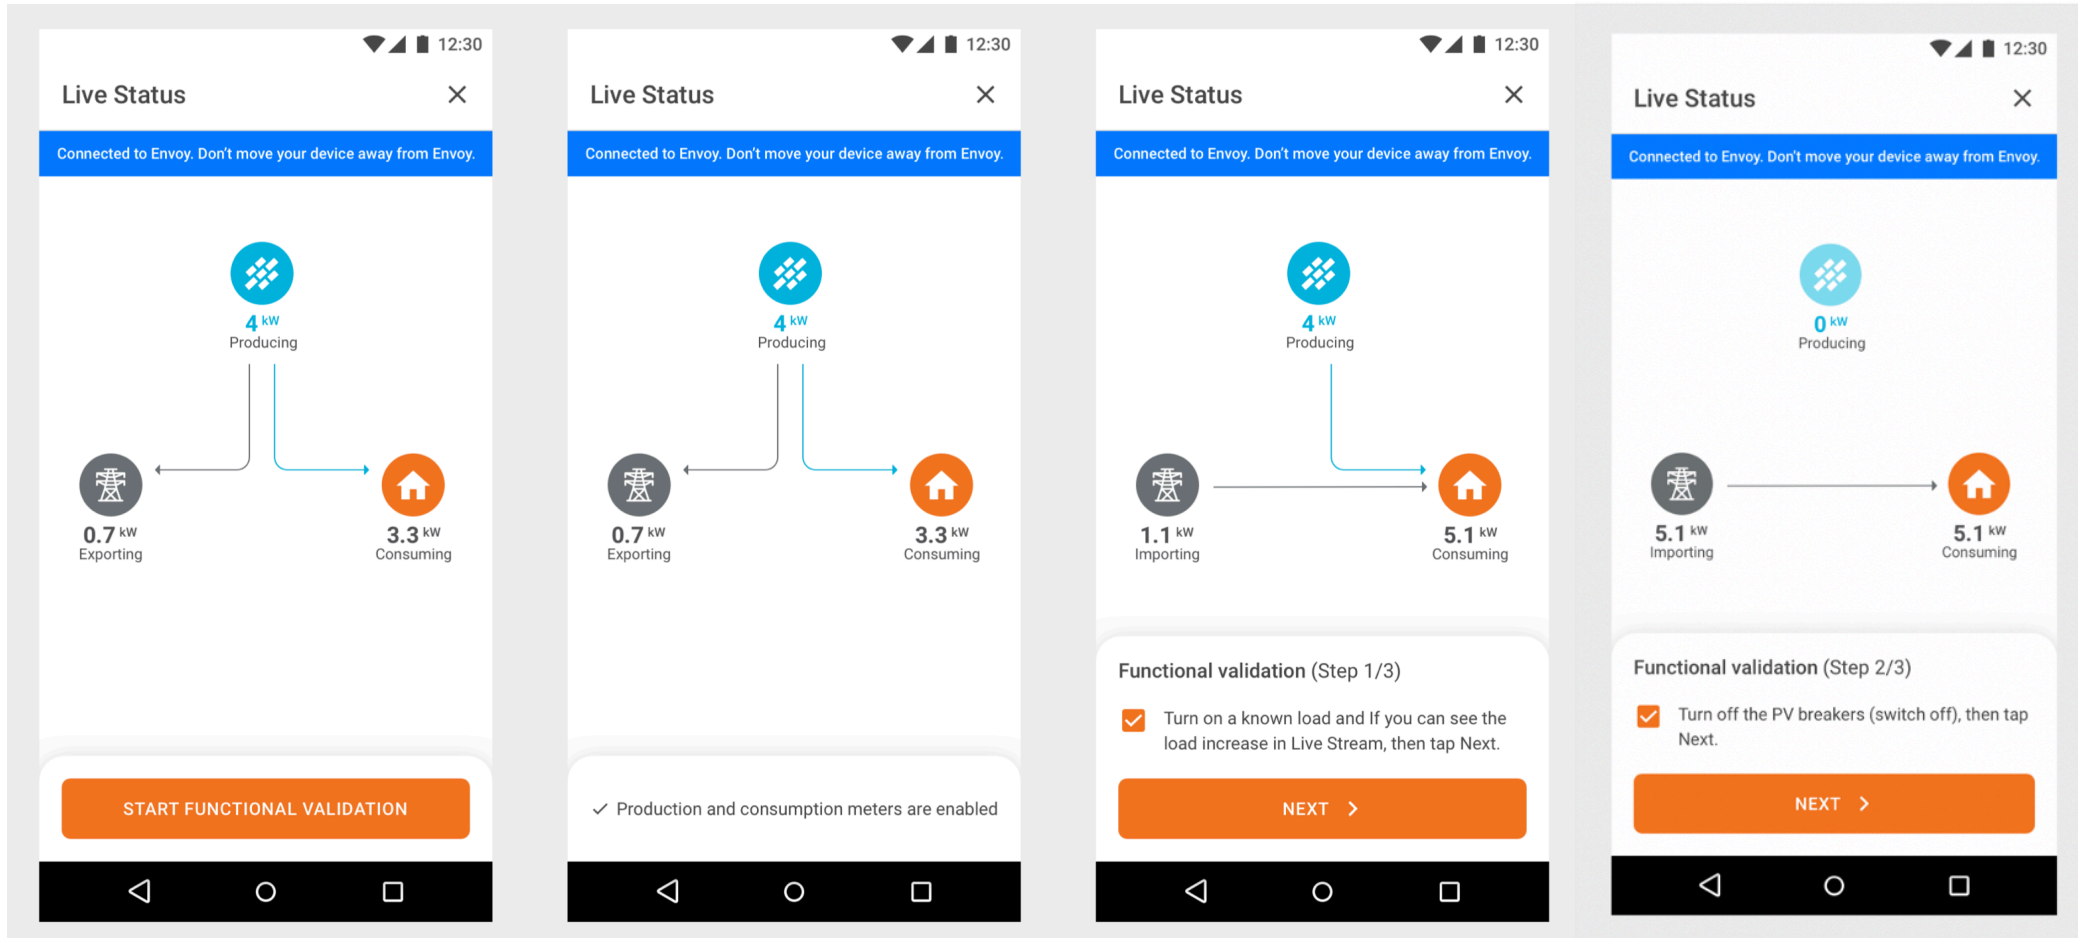 12:30
Live Status
Connected to Envoy. Don't move your device away from Envoy.
4 kW
Producing
0.7 kW
Exporting
3.3 kW
Consuming
START FUNCTIONAL VALIDATION
12:30
Live Status
Connected to Envoy. Don't move your device away from Envoy.
4 kW
Producing
0.7 kW
Exporting
3.3 kW
Consuming
Production and consumption meters are enabled
12:30
Live Status
Connected to Envoy. Don't move your device away from Envoy.
4 kW
Producing
1.1 kW
Importing
5.1 kW
Consuming
Functional validation (Step 1/3)
Turn on a known load and If you can see the
load increase in Live Stream, then tap Next.
NEXT
12:30
Live Status
Connected to Envoy. Don't move your device away from Envoy.
0 kW
Producing
5.1 kW
Importing
5.1 kW
Consuming
Functional validation (Step 2/3)
Turn off the PV breakers (switch off), then tap
Next.
NEXT